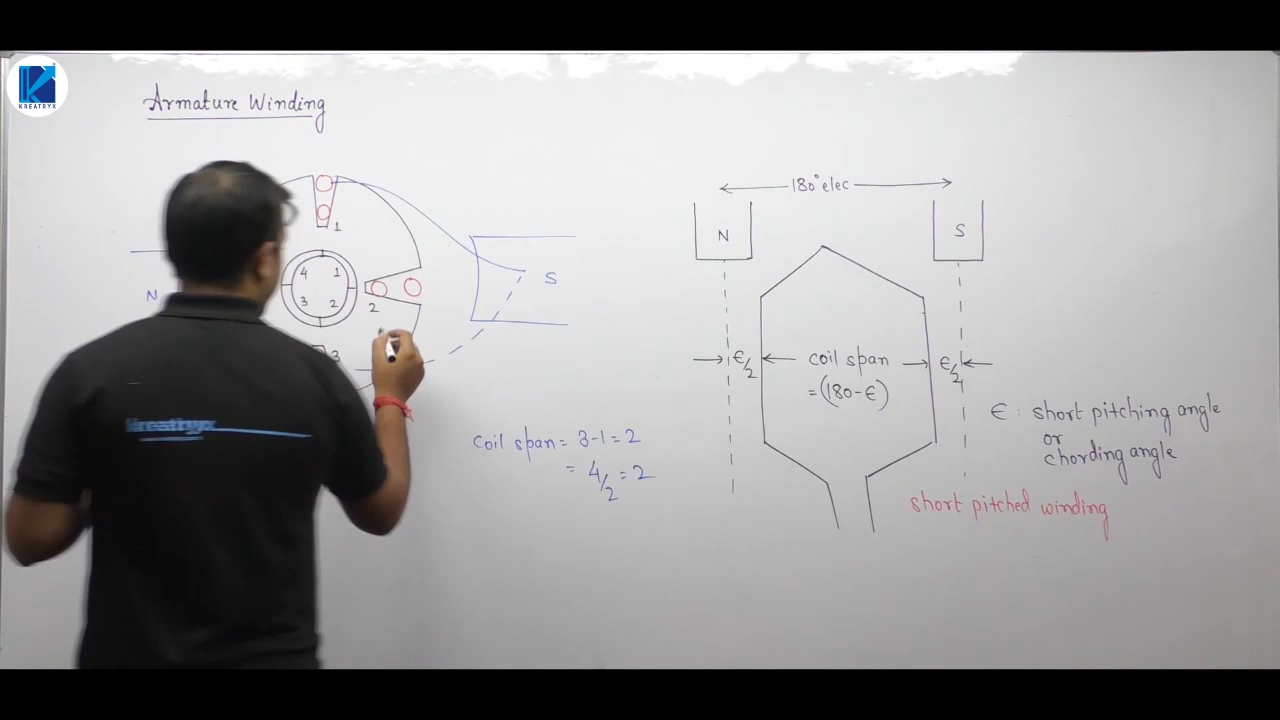 KREATRYX
Armature Winding
1
4 1
3 2
2
3
N
S
coil span = 3-1 = 2
= 4/2 = 2
180° elec
N
S
ϵ/2
coil span
= (180-ϵ)
ϵ/2
ϵ : short pitching angle
or
chording angle
short pitched winding
kreatryx